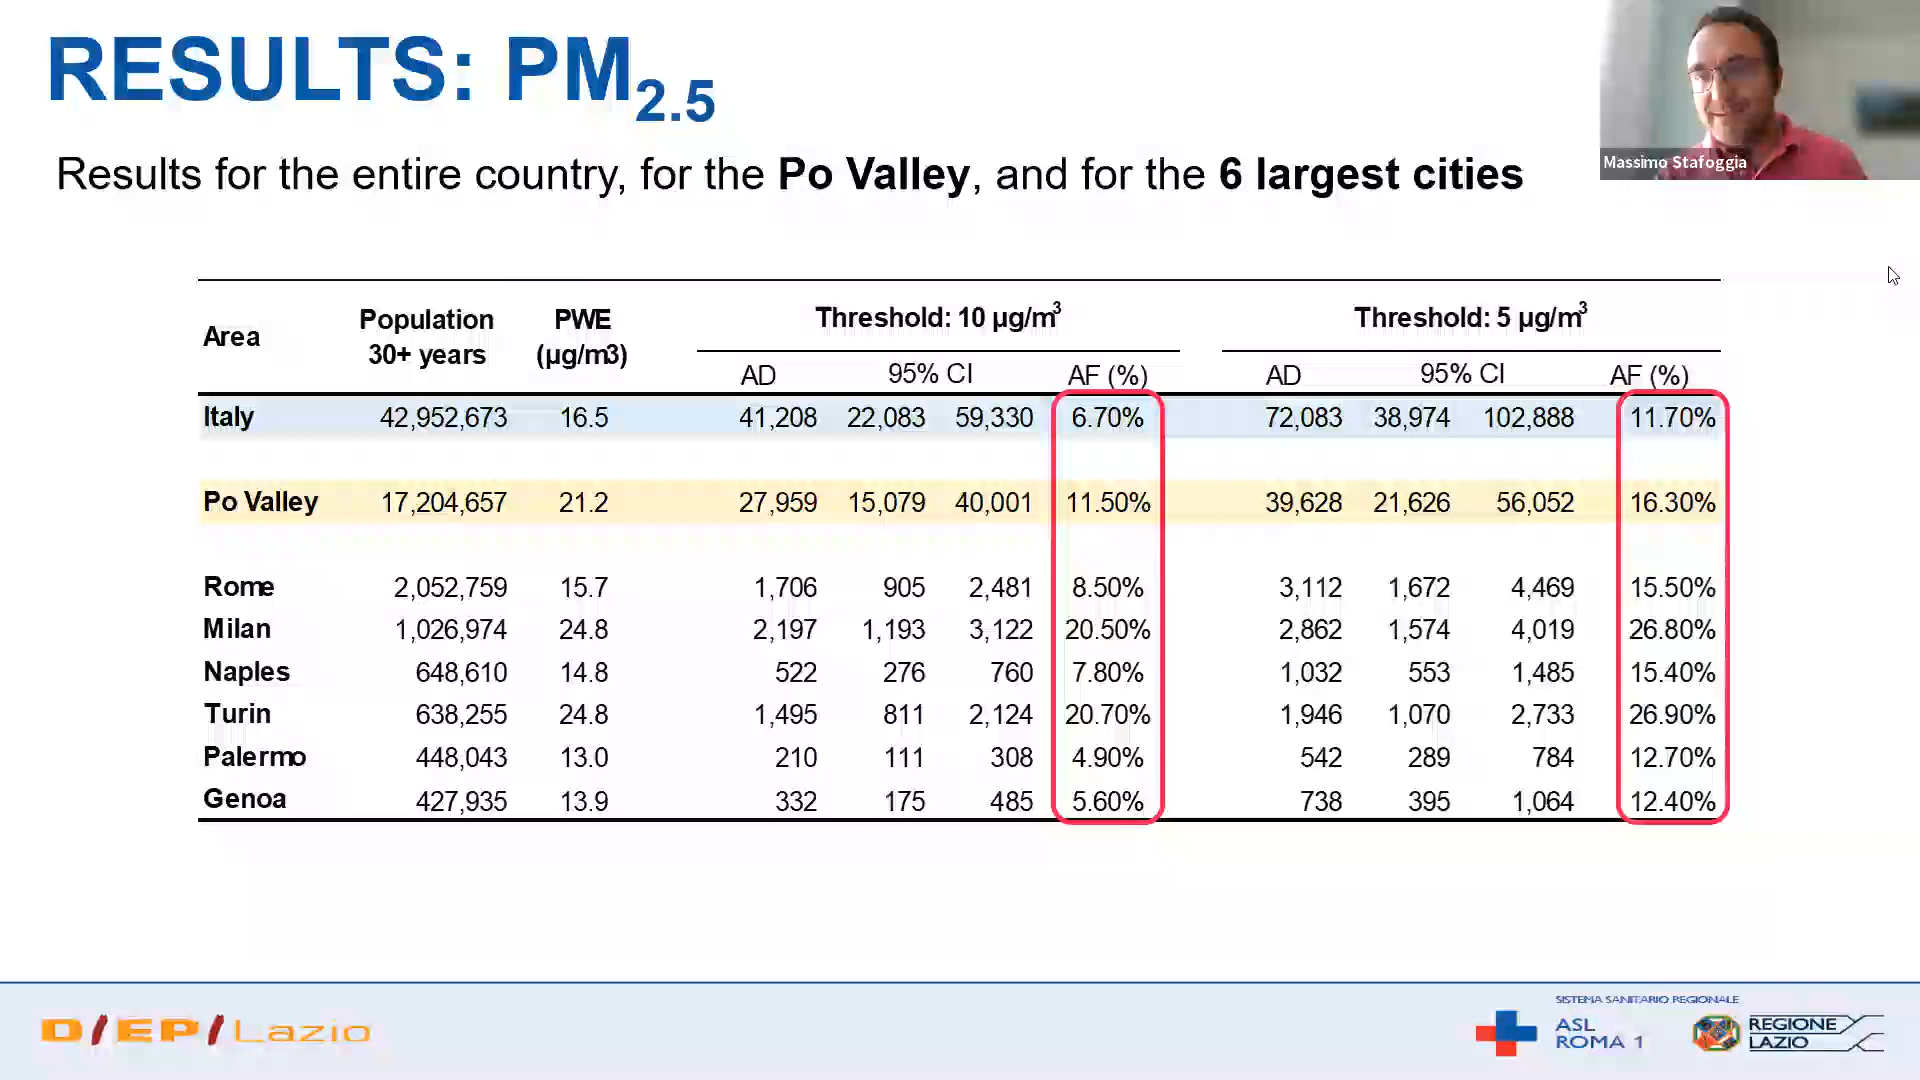 RESULTS: PM2.5
Massimo Stafoggia
Results for the entire country, for the Po Valley, and for the 6 largest cities
Area Population 30+ years PWE (µg/m3) Threshold: 10 µg/m3 Threshold: 5 µg/m3
AD 95% CI AF (%) AD 95% CI AF (%)
Italy 42,952,673 16.5 41,208 22,083 59,330 6.70% 72,083 38,974 102,888 11.70%
Po Valley 17,204,657 21.2 27,959 15,079 40,001 11.50% 39,628 21,626 56,052 16.30%
Rome 2,052,759 15.7 1,706 905 2,481 8.50% 3,112 1,672 4,469 15.50%
Milan 1,026,974 24.8 2,197 1,193 3,122 20.50% 2,862 1,574 4,019 26.80%
Naples 648,610 14.8 522 276 760 7.80% 1,032 553 1,485 15.40%
Turin 638,255 24.8 1,495 811 2,124 20.70% 1,946 1,070 2,733 26.90%
Palermo 448,043 13.0 210 111 308 4.90% 542 289 784 12.70%
Genoa 427,935 13.9 332 175 485 5.60% 738 395 1,064 12.40%
D/EP/Lazio
SISTEMA SANITARIO REGIONALE
ASL
ROMA 1
REGIONE
LAZIO